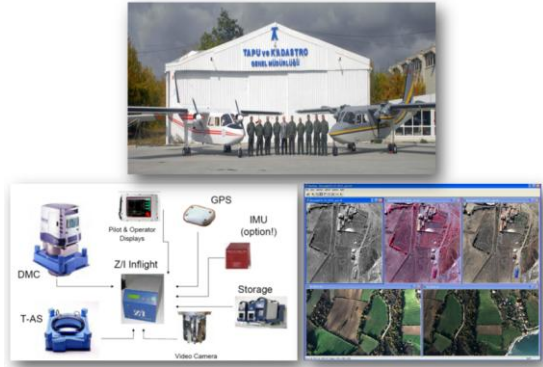 TAPU ve KADASTRO
GENEL MÜDÜRLÜĞÜ
GPS
Pilot & Operator
Displays
IMU
(option!)
Z/I Inflight
DMC
Storage
T-AS
Video Camera